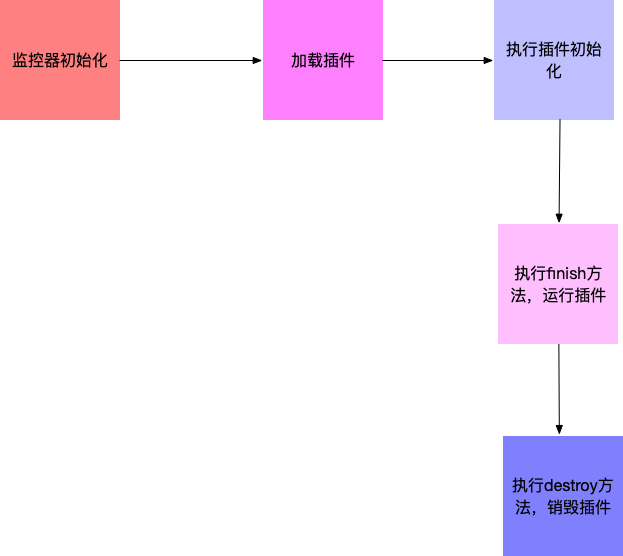 监控器初始化
加载插件
执行插件初始
化
执行finish方
法，运行插件
执行destroy方
法，销毁插件